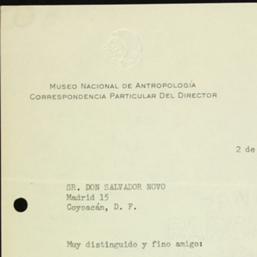 MUSEO NACIONAL DE ANTROPOLOGÍA
CORRESPONDENCIA PARTICULAR DEL DIRECTOR
2 de
SR. DON SALVADOR NOVO
Madrid 15
Coyoacán, D. F.
Muy distinguido y fino amigo: